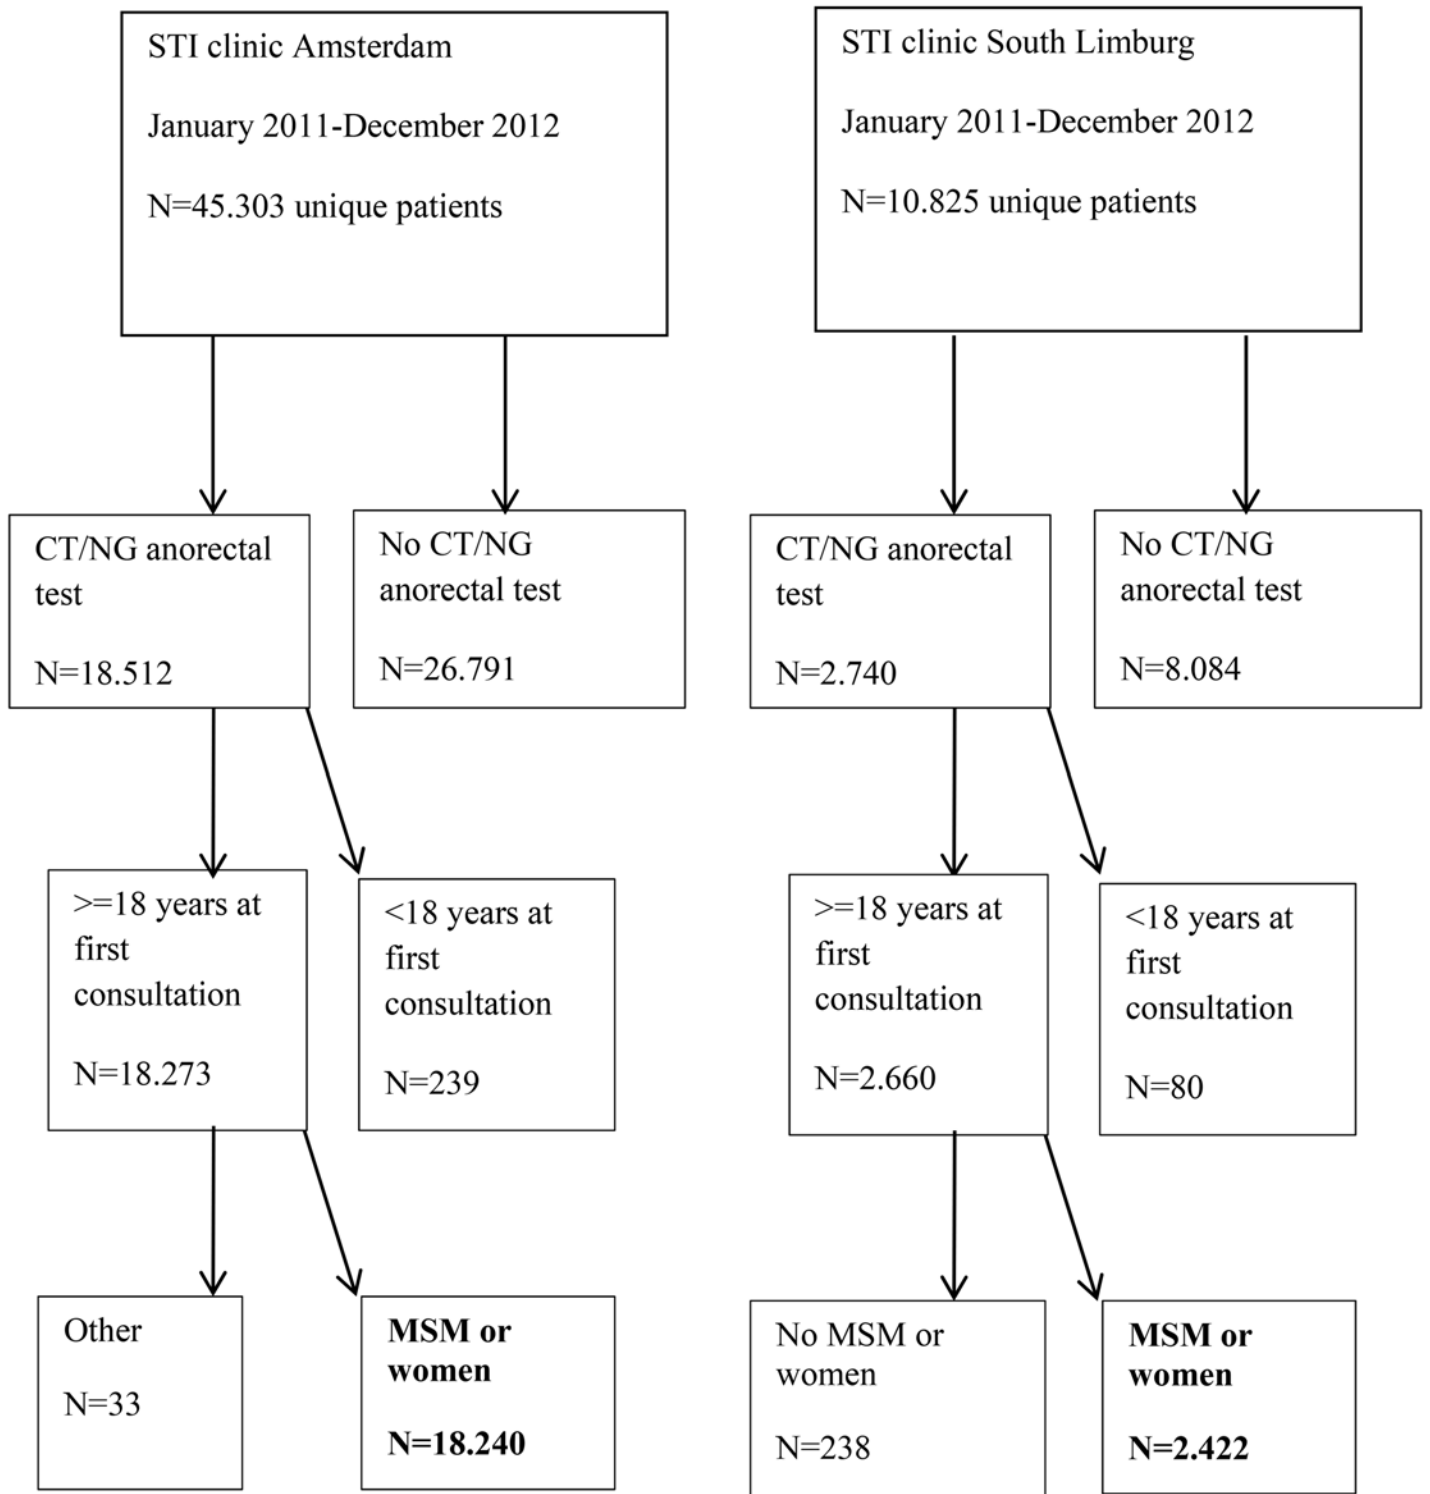 STI clinic Amsterdam
January 2011-December 2012
N=45.303 unique patients
STI clinic South Limburg
January 2011-December 2012
N=10.825 unique patients
CT/NG anorectal
test
N=18.512
No CT/NG
anorectal test
N=26.791
CT/NG anorectal
test
N=2.740
No CT/NG
anorectal test
N=8.084
>=18 years at
first
consultation
N=18.273
<18 years at
first
consultation
N=239
>=18 years at
first
consultation
N=2.660
<18 years at
first
consultation
N=80
Other
N=33
MSM or
women
N=18.240
No MSM or
women
N=238
MSM or
women
N=2.422